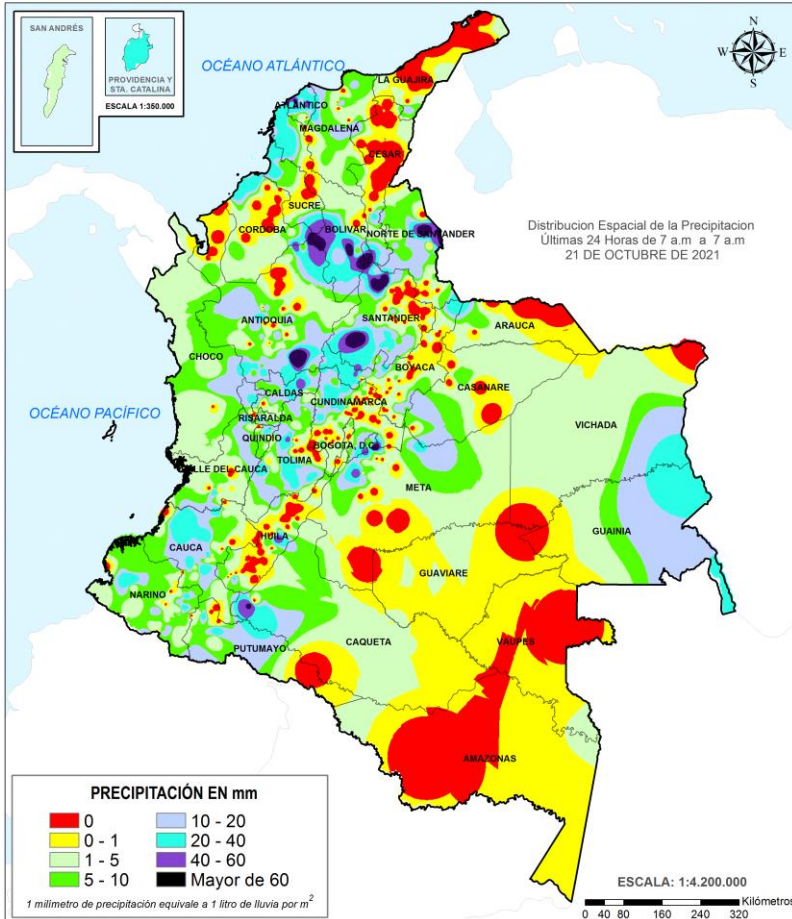 SAN ANDRÉS
PROVIDENCIA Y
STA. CATALINA
ESCALA 1:350.000
OCÉANO ATLÁNTICO
N
W
E
S
LA GUAJIRA
ATLANTICO
MAGDALENA
CESAR
SUCRE
CORDOBA
BOLIVAR
NORTE DE SANTANDER
Distribucion Espacial de la Precipitacion
Últimas 24 Horas de 7 a.m a 7 a.m
21 DE OCTUBRE DE 2021
ANTIOQUIA
SANTANDER
ARAUCA
CHOCO
BOYACA
CASANARE
CALDAS
CUNDINAMARCA
OCÉANO PACÍFICO
RISARALDA
VICHADA
QUINDIO
BOGOTA, D.C.
TOLIMA
VALLE DEL CAUCA
META
GUAINIA
HUILA
CAUCA
GUAVIARE
NARINO
CAQUETA
VAUPES
PUTUMAYO
AMAZONAS
PRECIPITACIÓN EN mm
0
10 - 20
0 - 1
20 - 40
1 - 5
40 - 60
5 - 10
Mayor de 60
1 milímetro de precipitación equivale a 1 litro de lluvia por m²
ESCALA: 1:4.200.000
Kilómetros
0 40 80 160 240 320